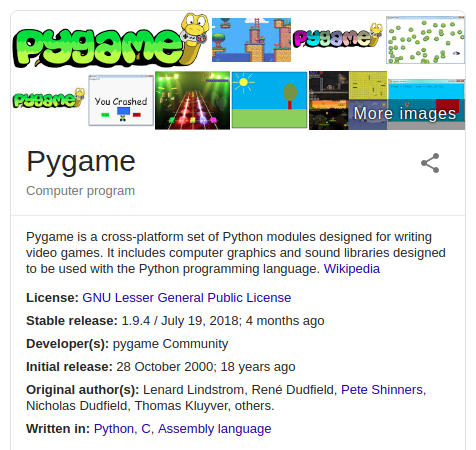 pygame
pygame
pygame
You Crashed
More images
Pygame
Computer program
Pygame is a cross-platform set of Python modules designed for writing
video games. It includes computer graphics and sound libraries designed
to be used with the Python programming language. Wikipedia
License: GNU Lesser General Public License
Stable release: 1.9.4 / July 19, 2018; 4 months ago
Developer(s): pygame Community
Initial release: 28 October 2000; 18 years ago
Original author(s): Lenard Lindstrom, René Dudfield, Pete Shinners,
Nicholas Dudfield, Thomas Kluyver, others.
Written in: Python, C, Assembly language